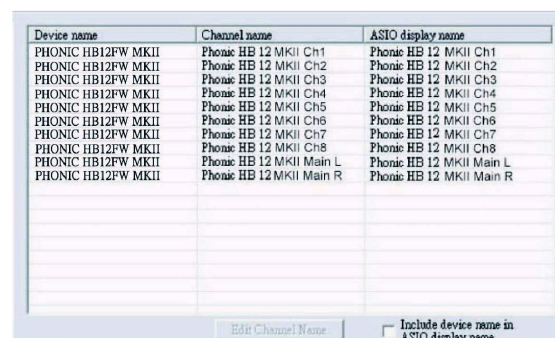 Device name Channel name ASIO display name
PHONIC HB12FW MKII Phonic HB 12 MKII Ch1 Phonic HB 12 MKII Ch1
PHONIC HB12FW MKII Phonic HB 12 MKII Ch2 Phonic HB 12 MKII Ch2
PHONIC HB12FW MKII Phonic HB 12 MKII Ch3 Phonic HB 12 MKII Ch3
PHONIC HB12FW MKII Phonic HB 12 MKII Ch4 Phonic HB 12 MKII Ch4
PHONIC HB12FW MKII Phonic HB 12 MKII Ch5 Phonic HB 12 MKII Ch5
PHONIC HB12FW MKII Phonic HB 12 MKII Ch6 Phonic HB 12 MKII Ch6
PHONIC HB12FW MKII Phonic HB 12 MKII Ch7 Phonic HB 12 MKII Ch7
PHONIC HB12FW MKII Phonic HB 12 MKII Ch8 Phonic HB 12 MKII Ch8
PHONIC HB12FW MKII Phonic HB 12 MKII Main L Phonic HB 12 MKII Main L
PHONIC HB12FW MKII Phonic HB 12 MKII Main R Phonic HB 12 MKII Main R
Edit Channel Name Include device name in
ASIO display name